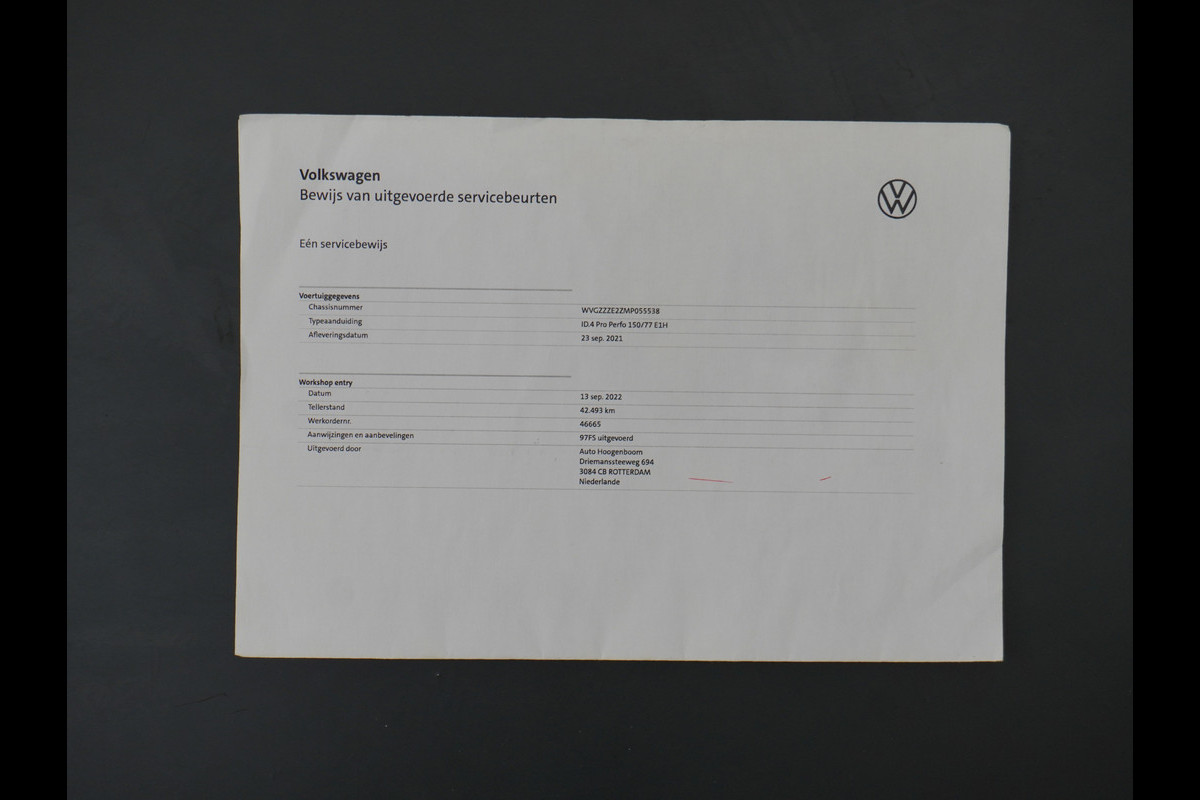 Volkswagen
Bewijs van uitgevoerde servicebeurten
Eén servicebewijs
Voertuiggegevens
Chassisnummer WVGZZZE2ZMP055538
Typeaanduiding ID.4 Pro Perfo 150/77 E1H
Afleveringsdatum 23 sep. 2021
Workshop entry
Datum 13 sep. 2022
Tellerstand 42.493 km
Werkordernr. 46665
Aanwijzingen en aanbevelingen 97FS uitgevoerd
Uitgevoerd door Auto Hoogenboom
Driemanssteeweg 694
3084 CB ROTTERDAM
Niederlande